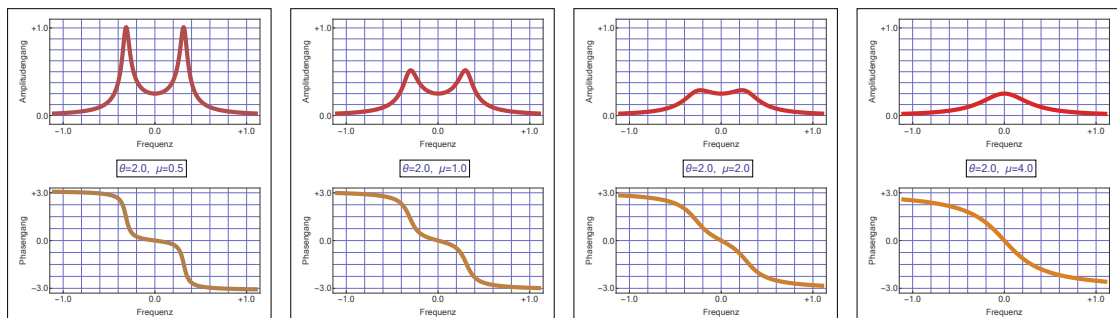 +1.0
Amplitudengang
0.0
−1.0 0.0 +1.0
Frequenz
θ=2.0, μ=0.5
+3.0
Phasengang
0.0
−3.0
−1.0 0.0 +1.0
Frequenz
+1.0
Amplitudengang
0.0
−1.0 0.0 +1.0
Frequenz
θ=2.0, μ=1.0
+3.0
Phasengang
0.0
−3.0
−1.0 0.0 +1.0
Frequenz
+1.0
Amplitudengang
0.0
−1.0 0.0 +1.0
Frequenz
θ=2.0, μ=2.0
+3.0
Phasengang
0.0
−3.0
−1.0 0.0 +1.0
Frequenz
+1.0
Amplitudengang
0.0
−1.0 0.0 +1.0
Frequenz
θ=2.0, μ=4.0
+3.0
Phasengang
0.0
−3.0
−1.0 0.0 +1.0
Frequenz